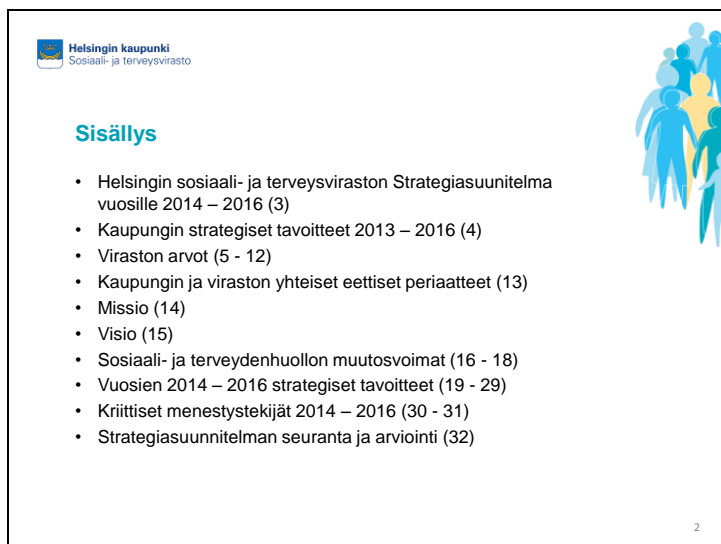 Helsingin kaupunki
Sosiaali- ja terveysvirasto
Sisällys
• Helsingin sosiaali- ja terveysviraston Strategiasuunitelma
vuosille 2014 – 2016 (3)
• Kaupungin strategiset tavoitteet 2013 – 2016 (4)
• Viraston arvot (5 - 12)
• Kaupungin ja viraston yhteiset eettiset periaatteet (13)
• Missio (14)
• Visio (15)
• Sosiaali- ja terveydenhuollon muutosvoimat (16 - 18)
• Vuosien 2014 – 2016 strategiset tavoitteet (19 - 29)
• Kriittiset menestystekijät 2014 – 2016 (30 - 31)
• Strategiasuunnitelman seuranta ja arviointi (32)
2